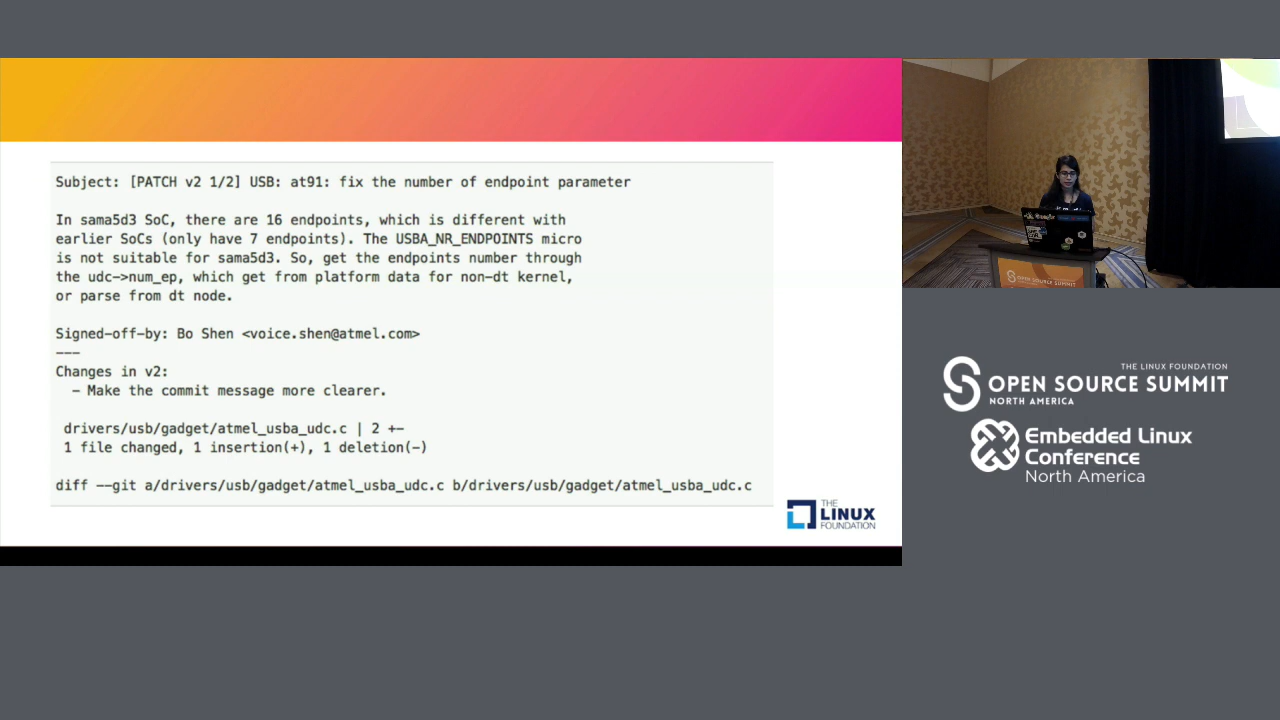 Subject: [PATCH v2 1/2] USB: at91: fix the number of endpoint parameter
In sama5d3 SoC, there are 16 endpoints, which is different with
earlier SoCs (only have 7 endpoints). The USBA_NR_ENDPOINTS micro
is not suitable for sama5d3. So, get the endpoints number through
the udc->num_ep, which get from platform data for non-dt kernel,
or parse from dt node.
Signed-off-by: Bo Shen <voice.shen@atmel.com>
---
Changes in v2:
- Make the commit message more clearer.
drivers/usb/gadget/atmel_usba_udc.c | 2 +-
1 file changed, 1 insertion(+), 1 deletion(-)
diff --git a/drivers/usb/gadget/atmel_usba_udc.c b/drivers/usb/gadget/atmel_usba_udc.c
THE
LINUX
FOUNDATION
OPEN SOURCE SUMMIT
THE LINUX FOUNDATION
OPEN SOURCE SUMMIT
NORTH AMERICA
Embedded Linux
Conference
North America